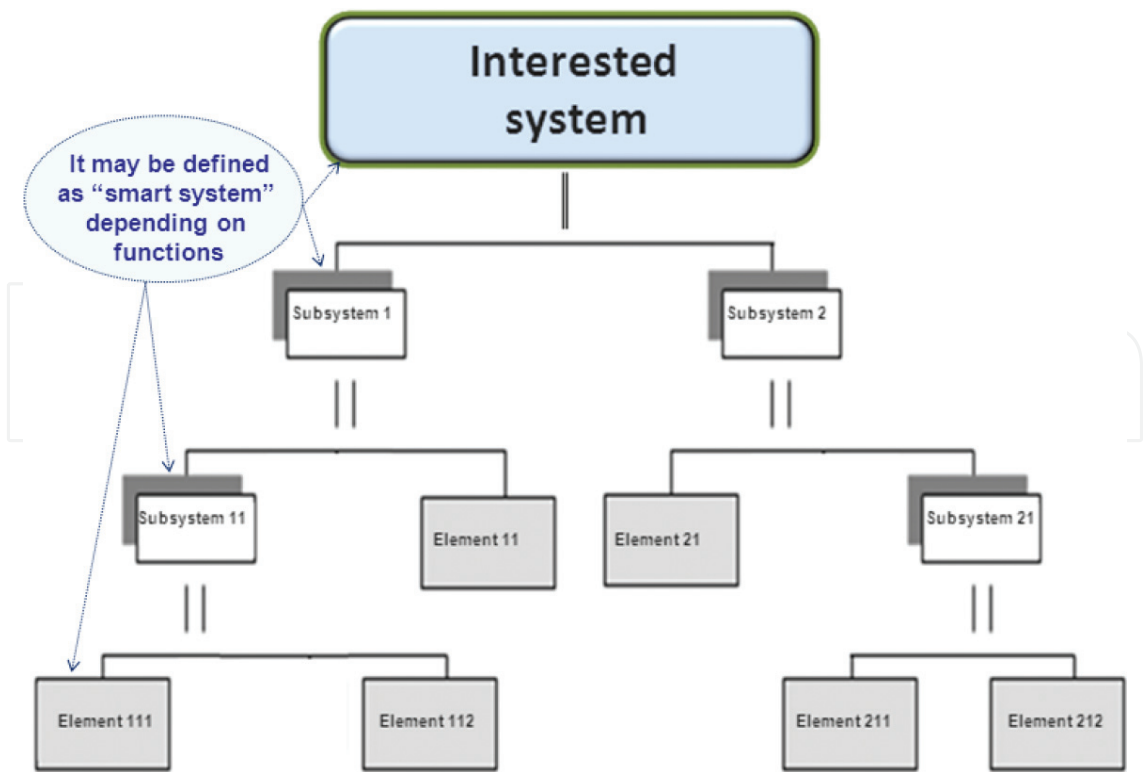 Interested
system
It may be defined
as “smart system”
depending on
functions
Subsystem 1
Subsystem 2
Subsystem 11
Element 11
Element 21
Subsystem 21
Element 111
Element 112
Element 211
Element 212